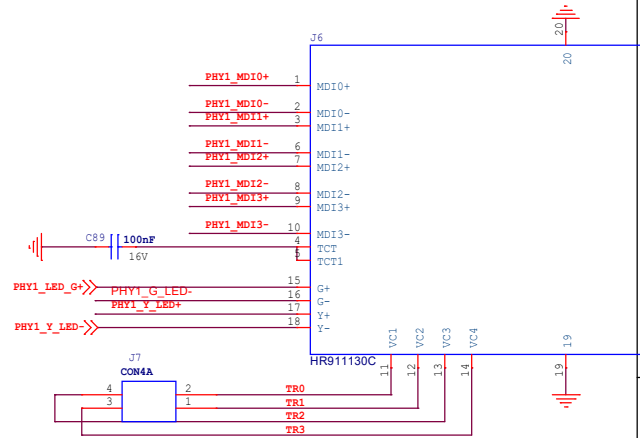 20
J6
20
PHY1_MDI0+ 1 MDI0+
PHY1_MDI0- 2 MDI0-
PHY1_MDI1+ 3 MDI1+
PHY1_MDI1- 6 MDI1-
PHY1_MDI2+ 7 MDI2+
PHY1_MDI2- 8 MDI2-
PHY1_MDI3+ 9 MDI3+
PHY1_MDI3- 10 MDI3-
C89 100nF 4 TCT
16V 5 TCT1
PHY1_LED_G+ 15 G+
PHY1_G_LED- 16 G-
PHY1_Y_LED+ 17 Y+
PHY1_Y_LED- 18 Y-
VC1 VC2 VC3 VC4 19
HR911130C
11 12 13 14 19
J7
CON4A
4 2 TR0
3 1 TR1
TR2
TR3